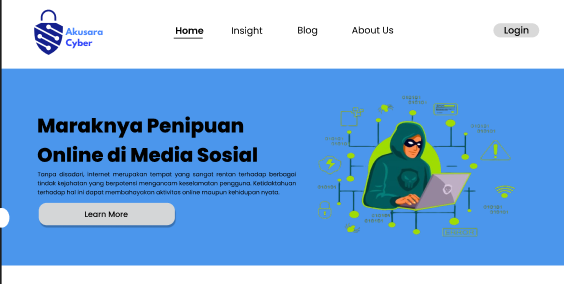 Akusara
Cyber
Home
Insight
Blog
About Us
Login
Maraknya Penipuan
Online di Media Sosial
Tanpa disadari, internet merupakan tempat yang sangat rentan terhadap berbagai
tindak kejahatan yang berpotensi mengancam keselamatan pengguna. Ketidaktahuan
terhadap hal ini dapat membahayakan aktivitas online maupun kehidupan nyata.
Learn More